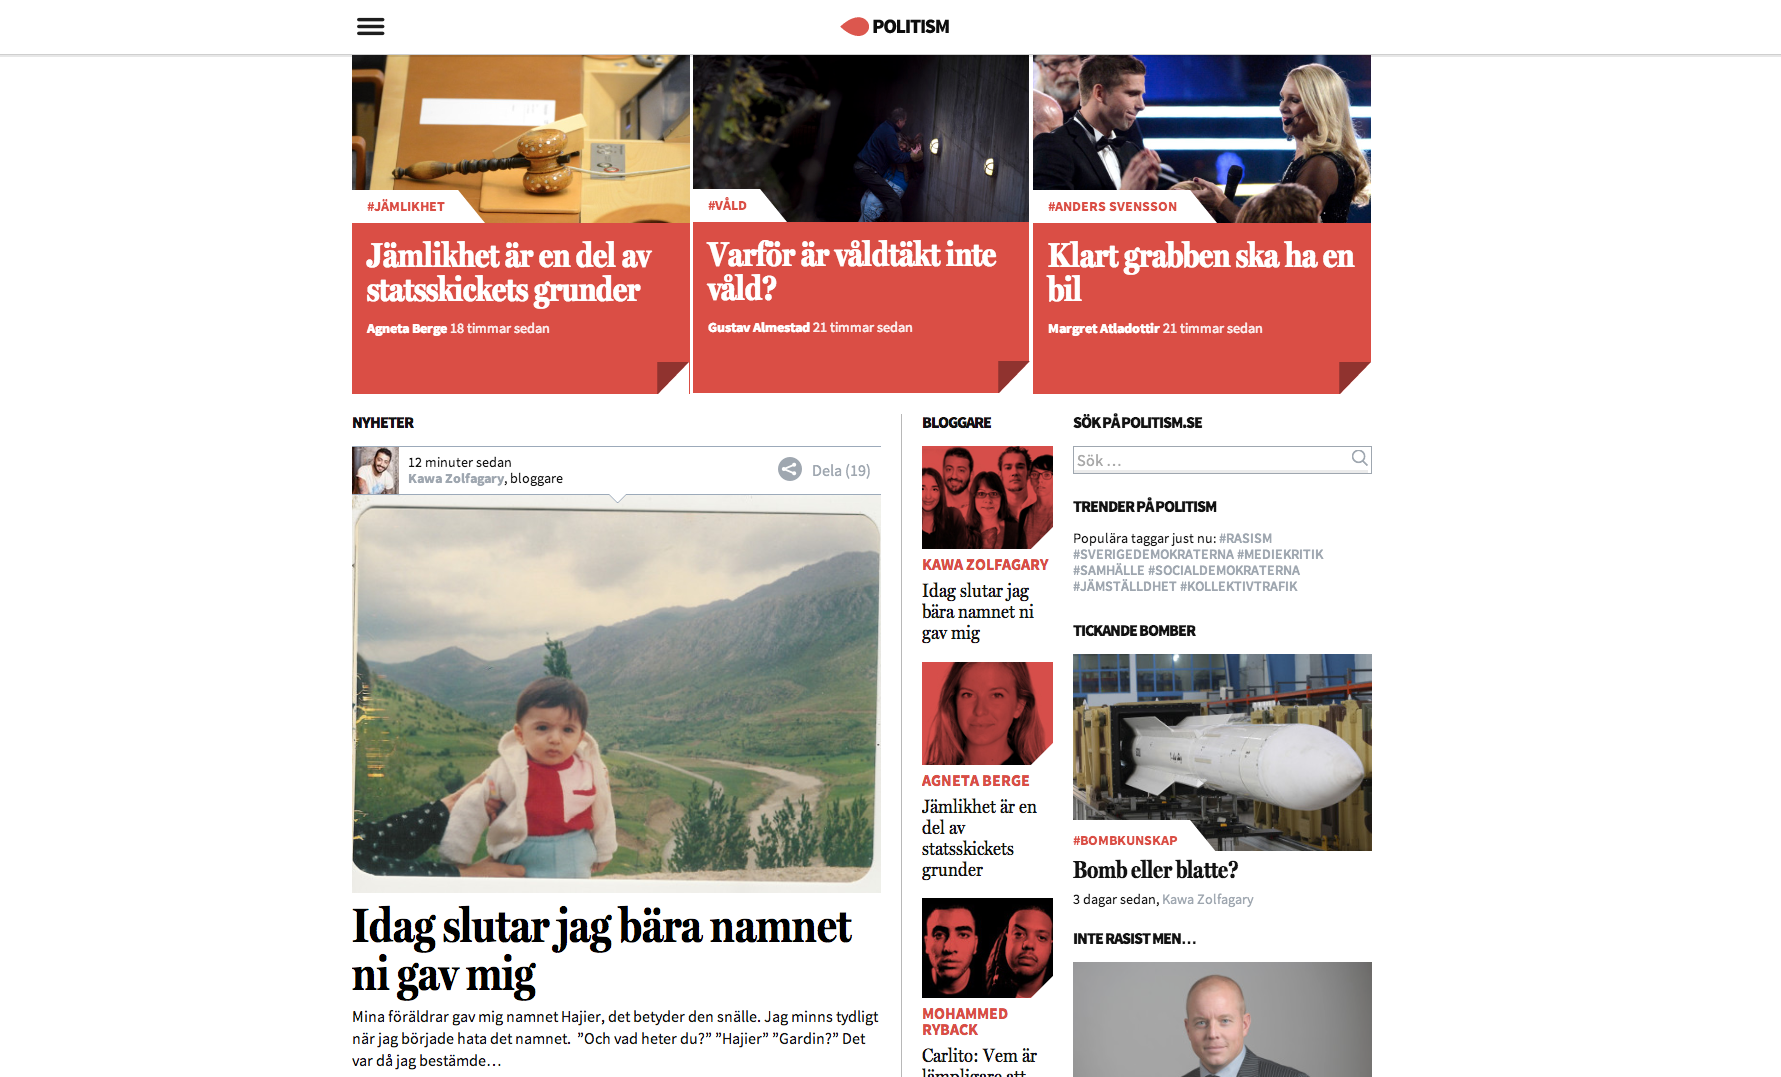 POLITISM
#JÄMLIKHET
Jämlikhet är en del av
statsskickets grunder
Agneta Berge 18 timmar sedan
#VÅLD
Varför är våldtäkt inte
våld?
Gustav Almestad 21 timmar sedan
#ANDERS SVENSSON
Klart grabben ska ha en
bil
Margret Atladottir 21 timmar sedan
NYHETER
12 minuter sedan
Kawa Zolfagary, bloggare
Dela (19)
Idag slutar jag bära namnet
ni gav mig
Mina föräldrar gav mig namnet Hajier, det betyder den snälle. Jag minns tydligt
när jag började hata det namnet.  ”Och vad heter du?” ”Hajier” ”Gardin?” Det
var då jag bestämde…
BLOGGARE
KAWA ZOLFAGARY
Idag slutar jag
bära namnet ni
gav mig
AGNETA BERGE
Jämlikhet är en
del av
statsskickets
grunder
MOHAMMED
RYBACK
Carlito: Vem är
lämpligare att
SÖK PÅ POLITISM.SE
Sök …
TRENDER PÅ POLITISM
Populära taggar just nu: #RASISM
#SVERIGEDEMOKRATERNA #MEDIEKRITIK
#SAMHÄLLE #SOCIALDEMOKRATERNA
#JÄMSTÄLLDHET #KOLLEKTIVTRAFIK
TICKANDE BOMBER
#BOMBKUNSKAP
Bomb eller blatte?
3 dagar sedan, Kawa Zolfagary
INTE RASIST MEN…